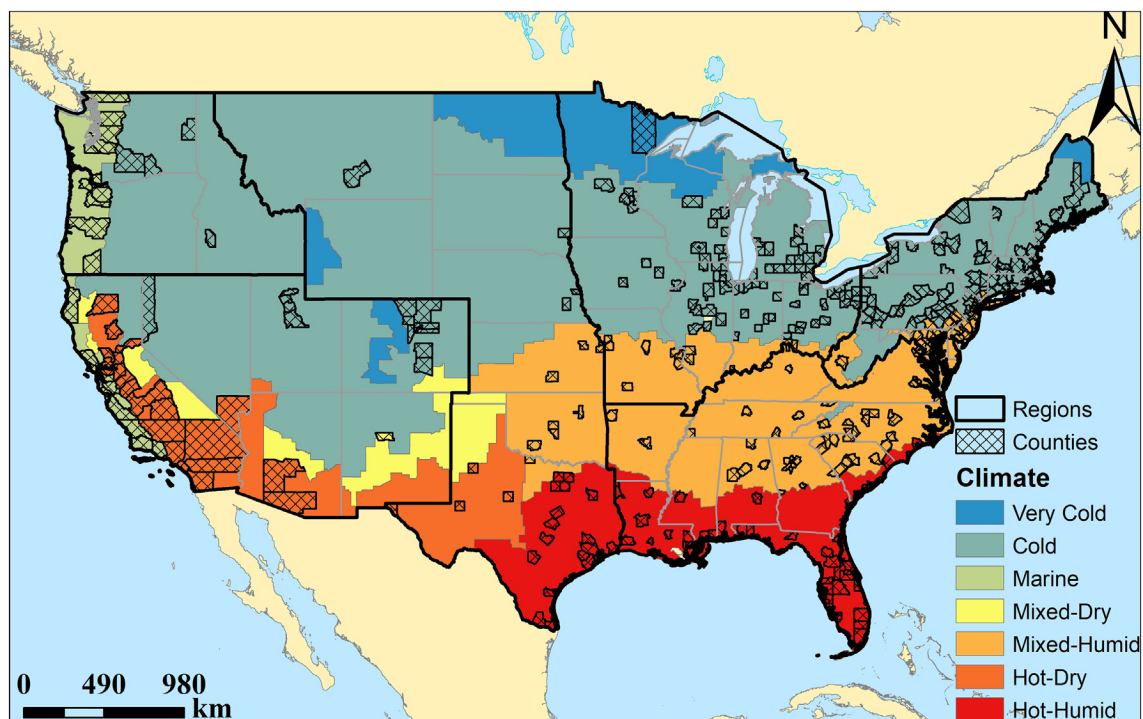 N
Regions
Counties
Climate
Very Cold
Cold
Marine
Mixed-Dry
Mixed-Humid
Hot-Dry
Hot-Humid
0 490 980
km